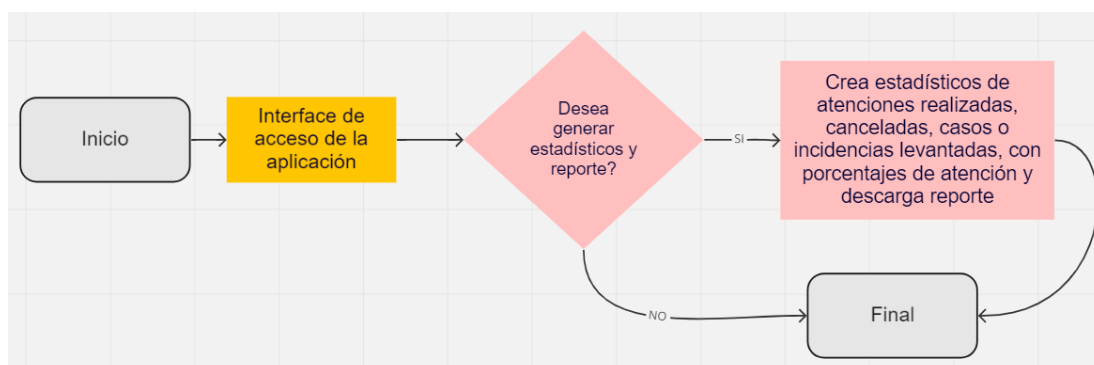 Inicio
Interface de
acceso de la
aplicación
Desea
generar
estadísticos y
reporte?
SI
Crea estadísticos de
atenciones realizadas,
canceladas, casos o
incidencias levantadas, con
porcentajes de atención y
descarga reporte
NO
Final